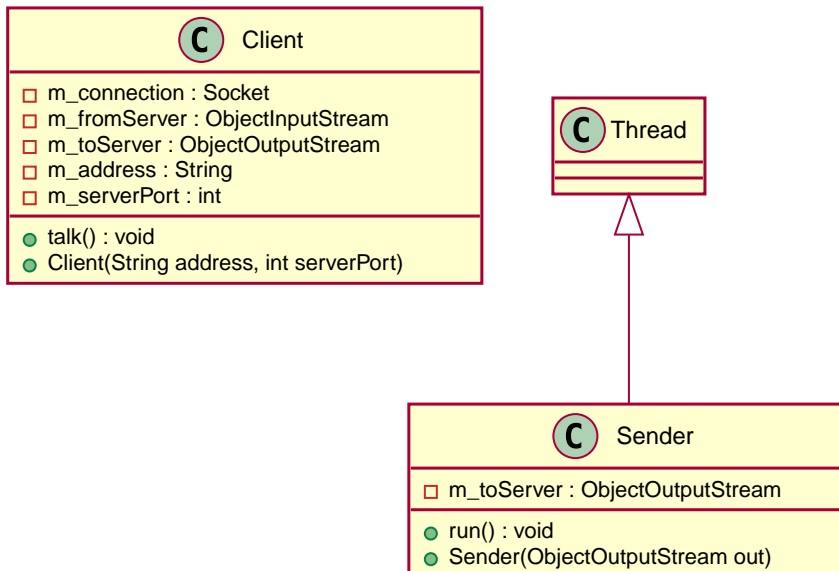 C Client
m_connection : Socket
m_fromServer : ObjectInputStream
m_toServer : ObjectOutputStream
m_address : String
m_serverPort : int
talk() : void
Client(String address, int serverPort)
C Thread
C Sender
m_toServer : ObjectOutputStream
run() : void
Sender(ObjectOutputStream out)